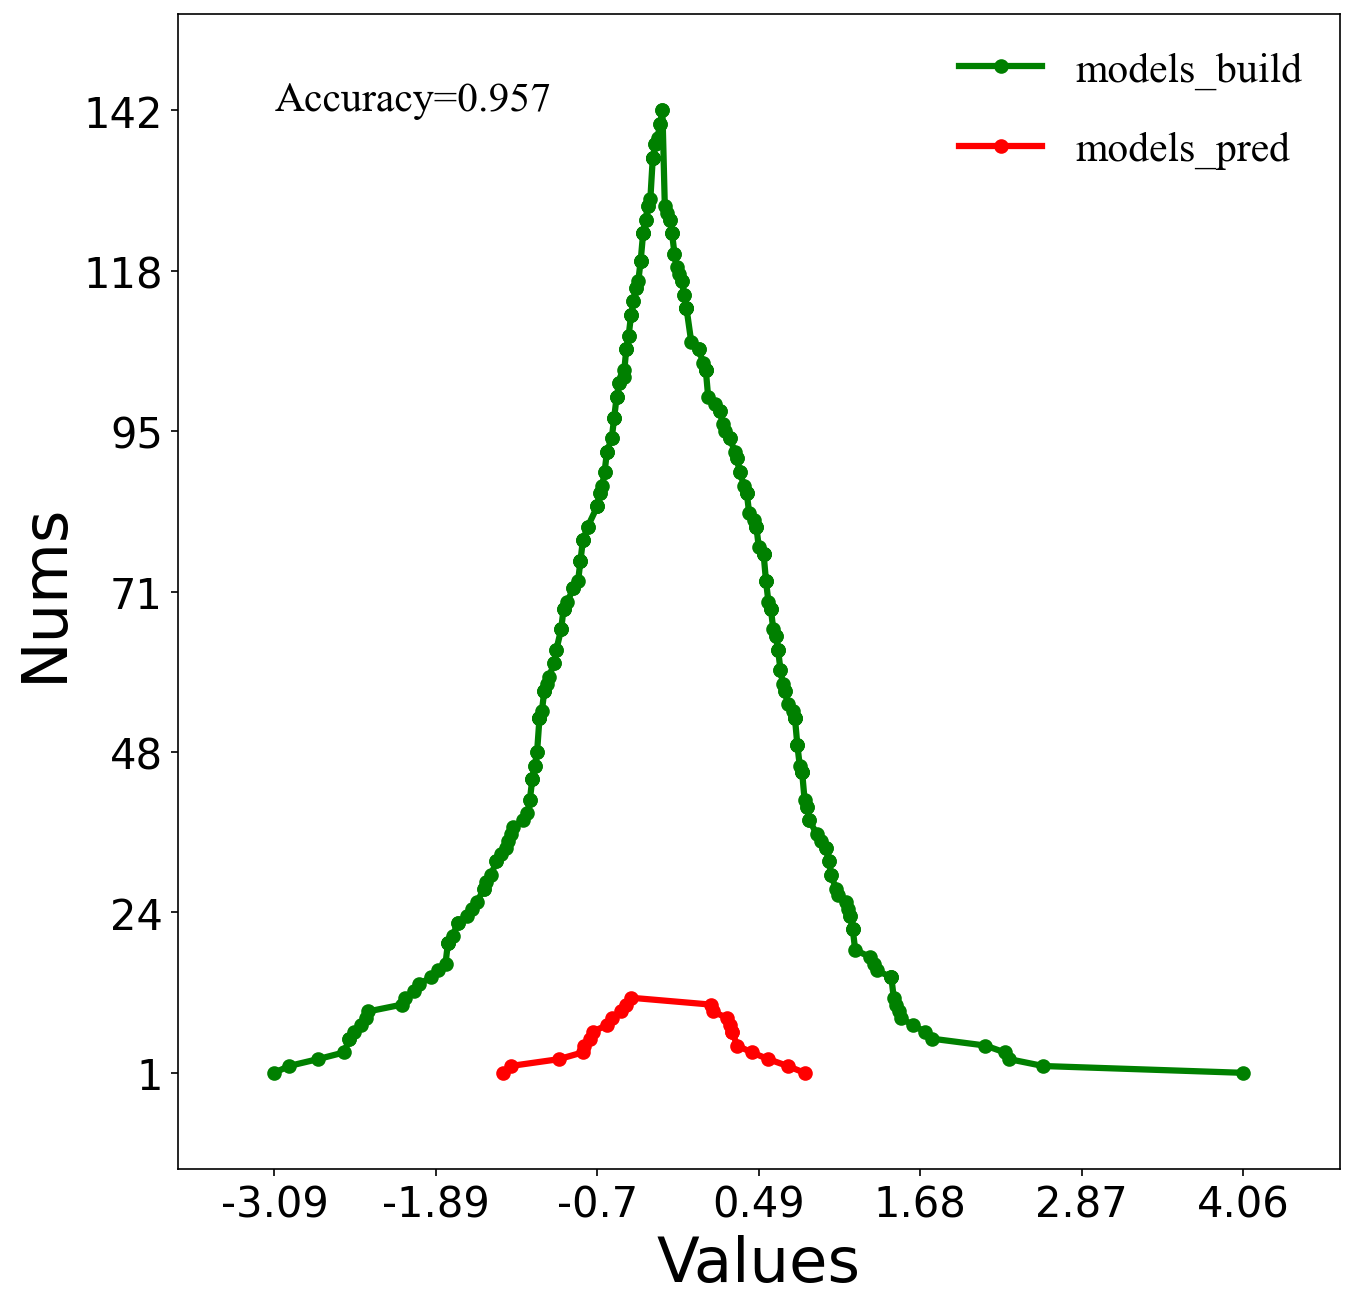 Accuracy=0.957
models_build
models_pred
Nums
142
118
95
71
48
24
1
-3.09 -1.89 -0.7 0.49 1.68 2.87 4.06
Values